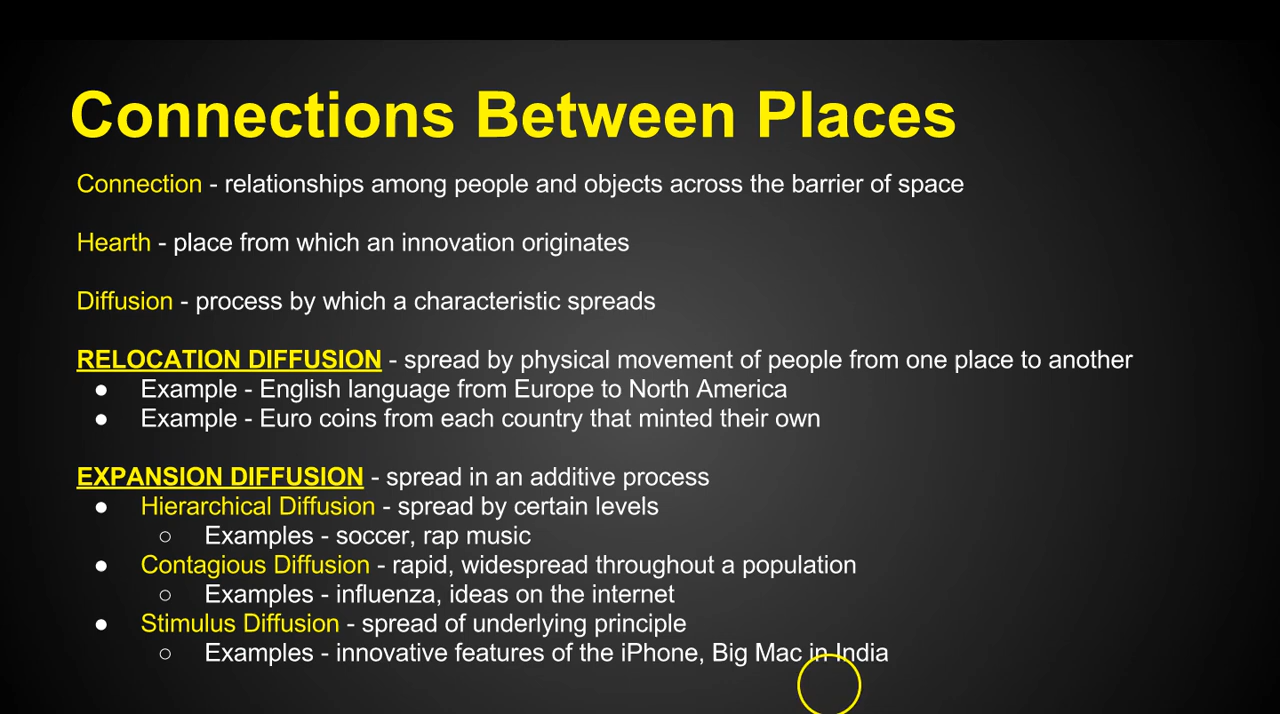 Connections Between Places
Connection - relationships among people and objects across the barrier of space
Hearth - place from which an innovation originates
Diffusion - process by which a characteristic spreads
RELOCATION DIFFUSION - spread by physical movement of people from one place to another
● Example - English language from Europe to North America
● Example - Euro coins from each country that minted their own
EXPANSION DIFFUSION - spread in an additive process
● Hierarchical Diffusion - spread by certain levels
○ Examples - soccer, rap music
● Contagious Diffusion - rapid, widespread throughout a population
○ Examples - influenza, ideas on the internet
● Stimulus Diffusion - spread of underlying principle
○ Examples - innovative features of the iPhone, Big Mac in India